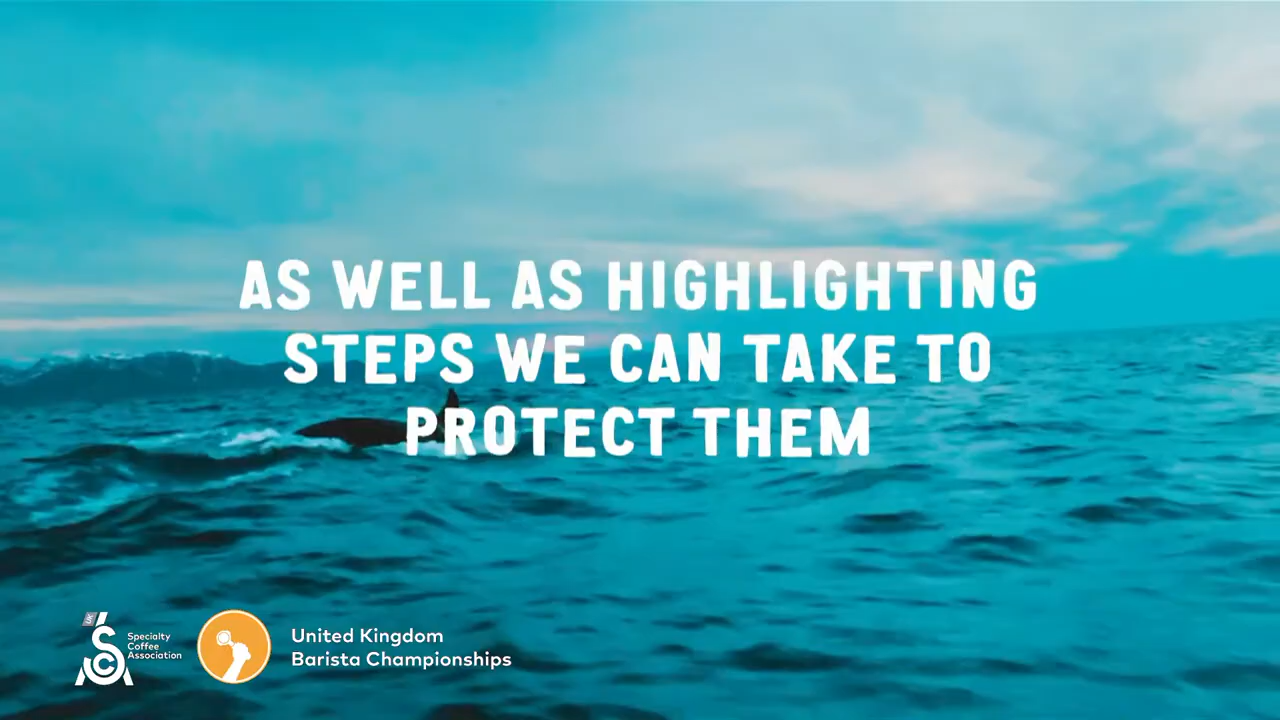 AS WELL AS HIGHLIGHTING
STEPS WE CAN TAKE TO
PROTECT THEM
UK
Specialty
Coffee
Association
United Kingdom
Barista Championships